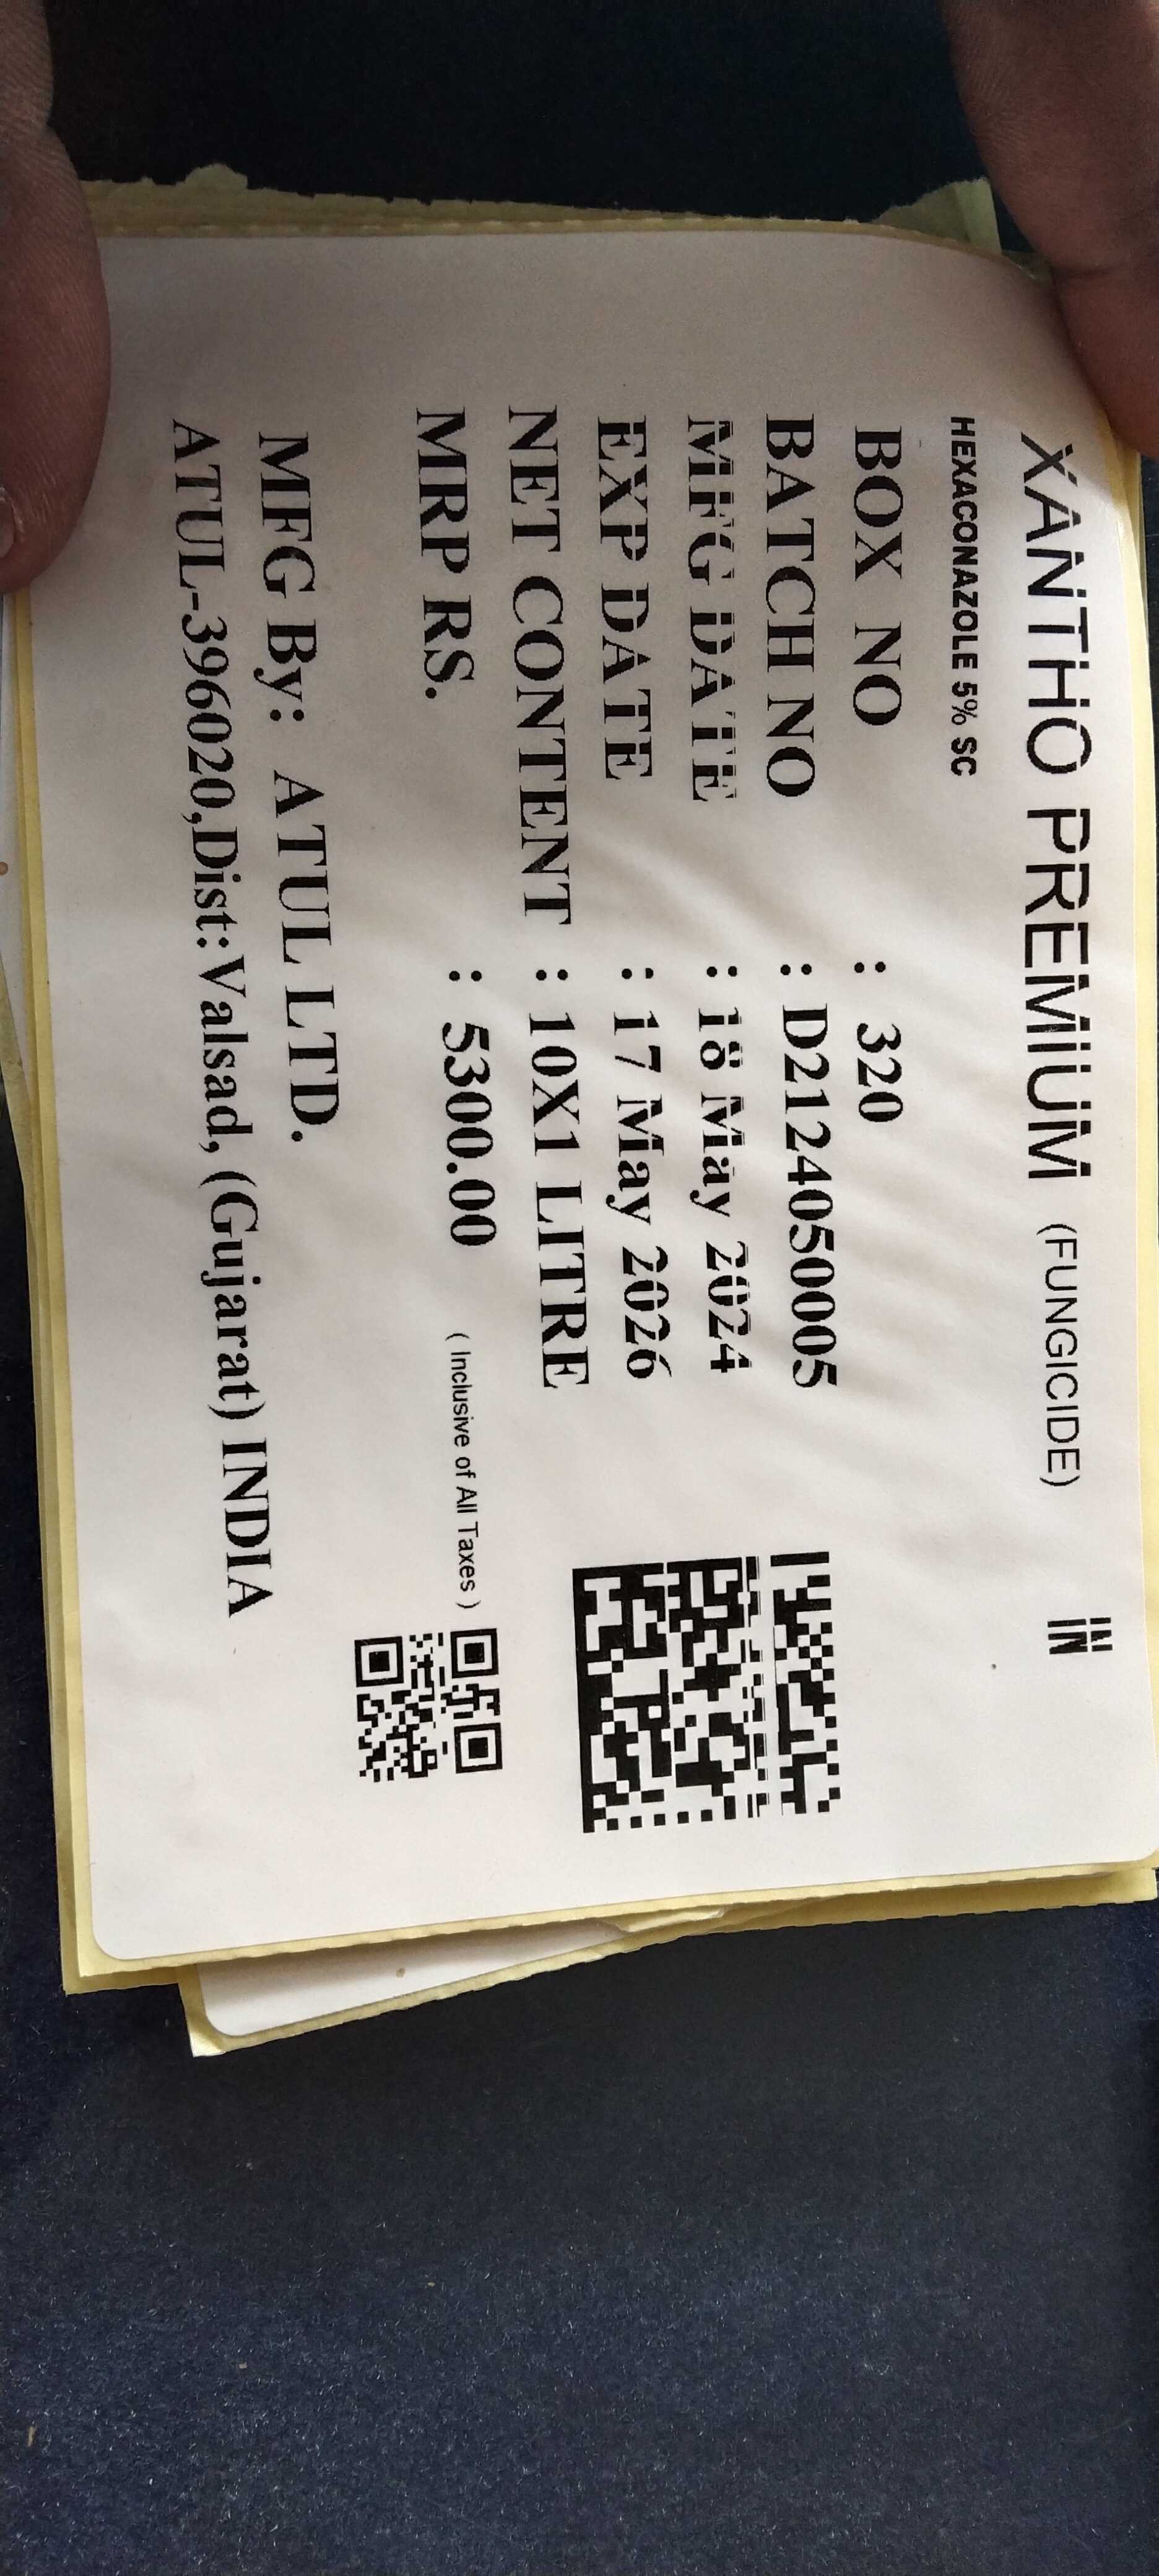 XANTHO PREMIUM (FUNGICIDE) IN
HEXACONAZOLE 5% SC
BOX NO : 320
BATCH NO : D2124050005
MFG DATE : 18 May 2024
EXP DATE : 17 May 2026
NET CONTENT : 10X1 LITRE
MRP RS. : 5300.00 ( Inclusive of All Taxes )
MFG By: ATUL LTD.
ATUL-396020,Dist:Valsad, (Gujarat) INDIA